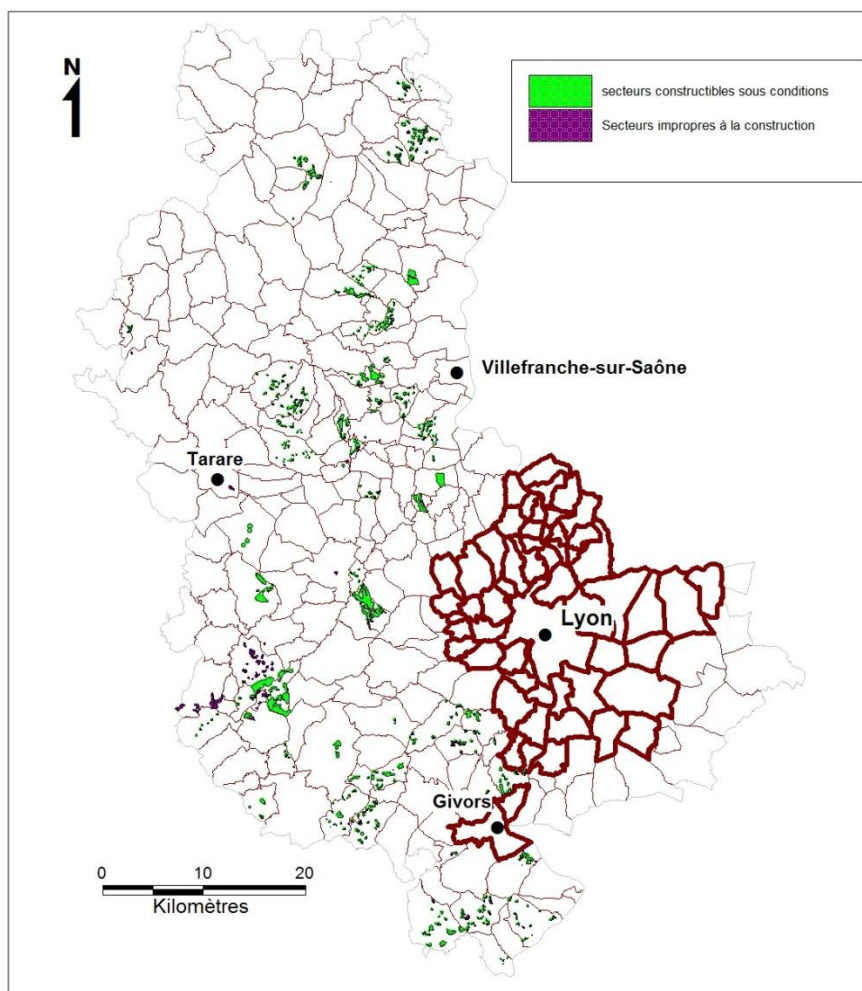 N
secteurs constructibles sous conditions
Secteurs impropres à la construction
Villefranche-sur-Saône
Tarare
Lyon
Givors
0 10 20
Kilomètres